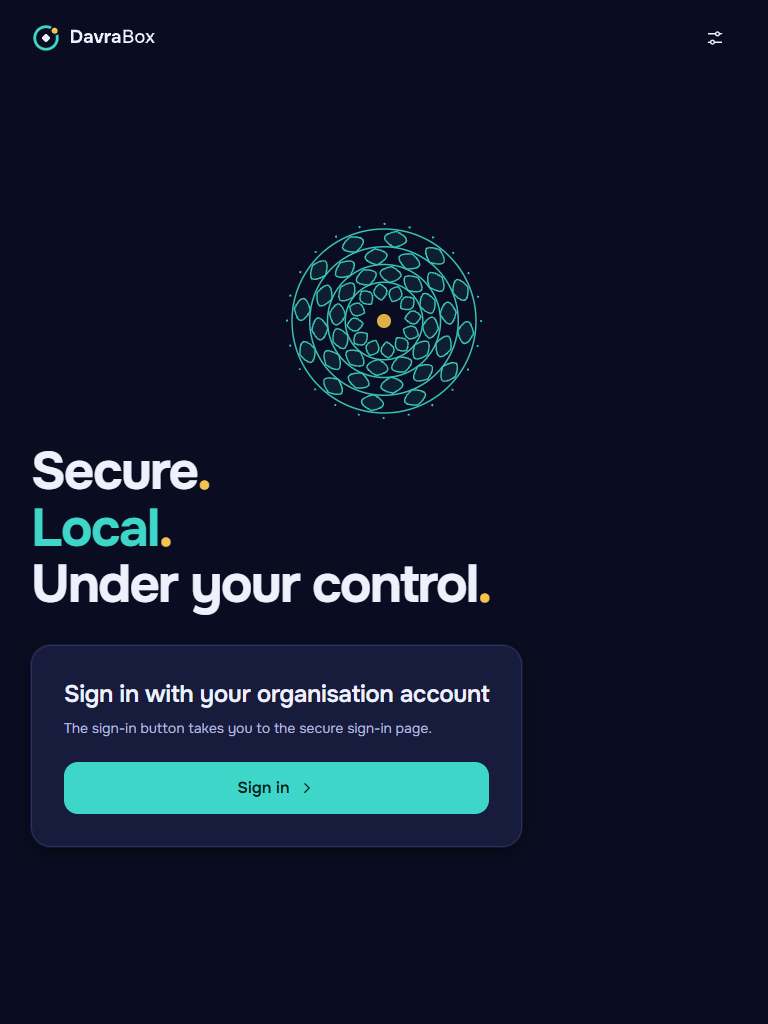 DavraBox
Secure.
Local.
Under your control.
Sign in with your organisation account
The sign-in button takes you to the secure sign-in page.
Sign in